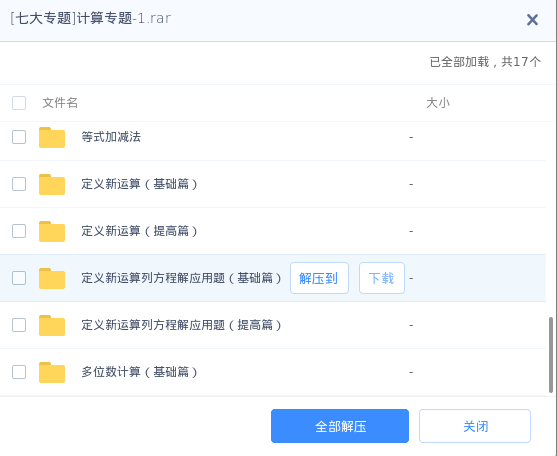 [七大专题]计算专题-1.rar
已全部加载，共17个
文件名 大小
等式加减法 -
定义新运算（基础篇） -
定义新运算（提高篇） -
定义新运算列方程解应用题（基础篇） 解压到 下载 -
定义新运算列方程解应用题（提高篇） -
多位数计算（基础篇） -
全部解压 关闭